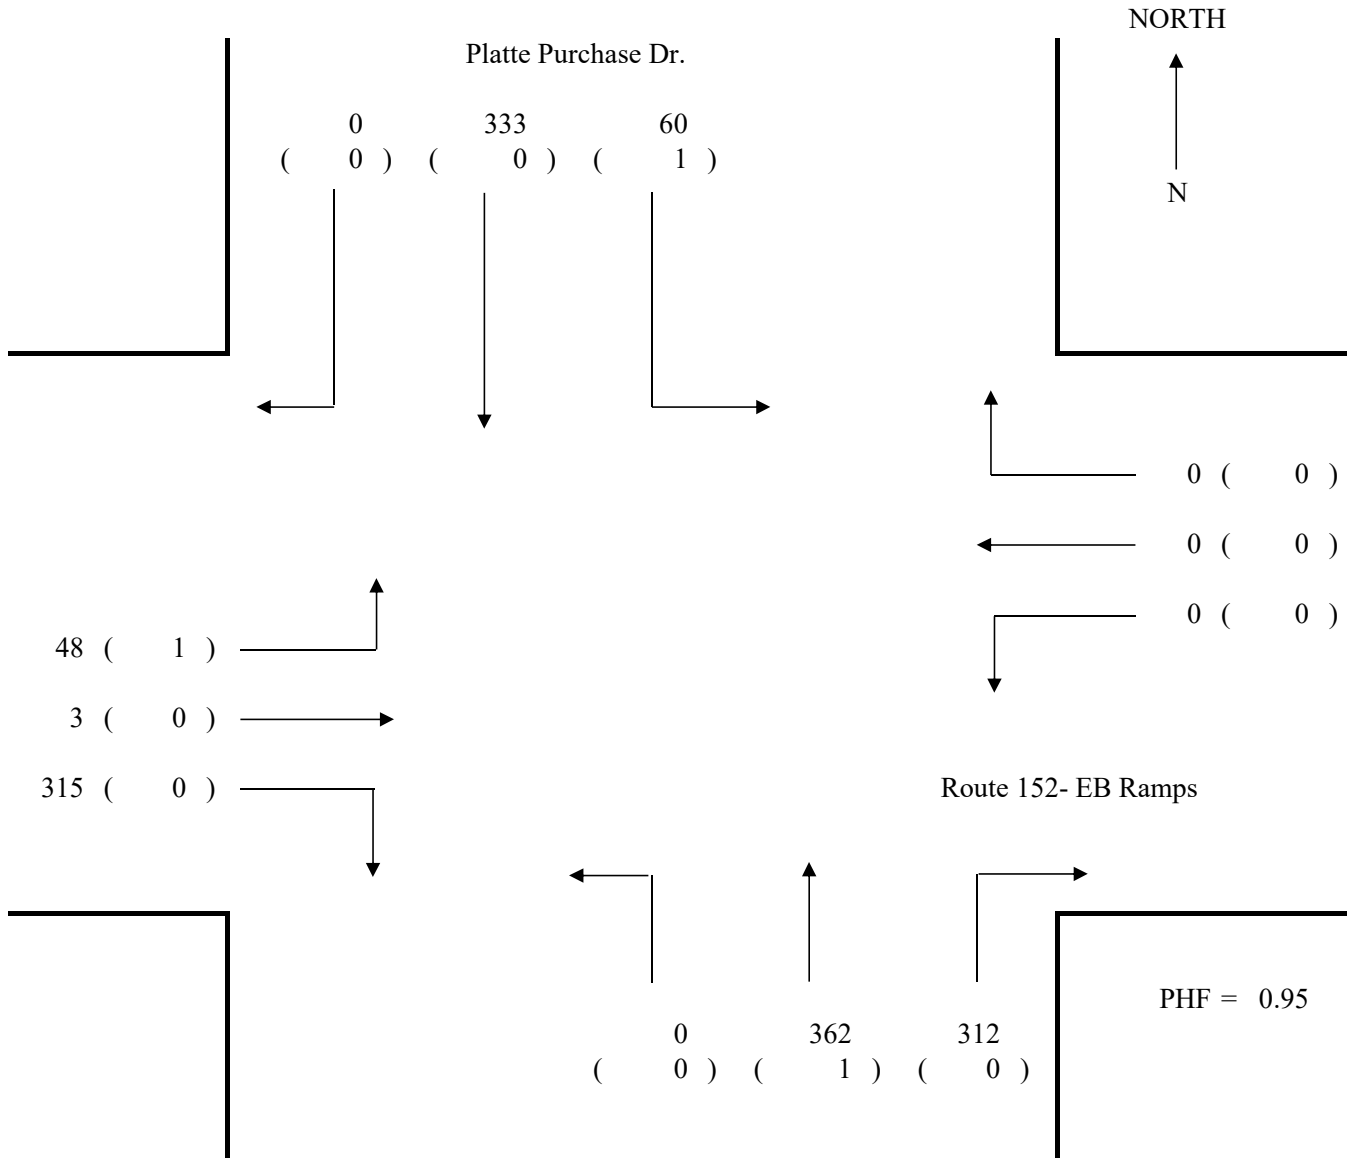 NORTH
Platte Purchase Dr.
0 333 60
( 0 ) ( 0 ) ( 1 )
N
0 ( 0 )
0 ( 0 )
0 ( 0 )
48 ( 1 )
3 ( 0 )
315 ( 0 )
Route 152- EB Ramps
PHF = 0.95
0 362 312
( 0 ) ( 1 ) ( 0 )